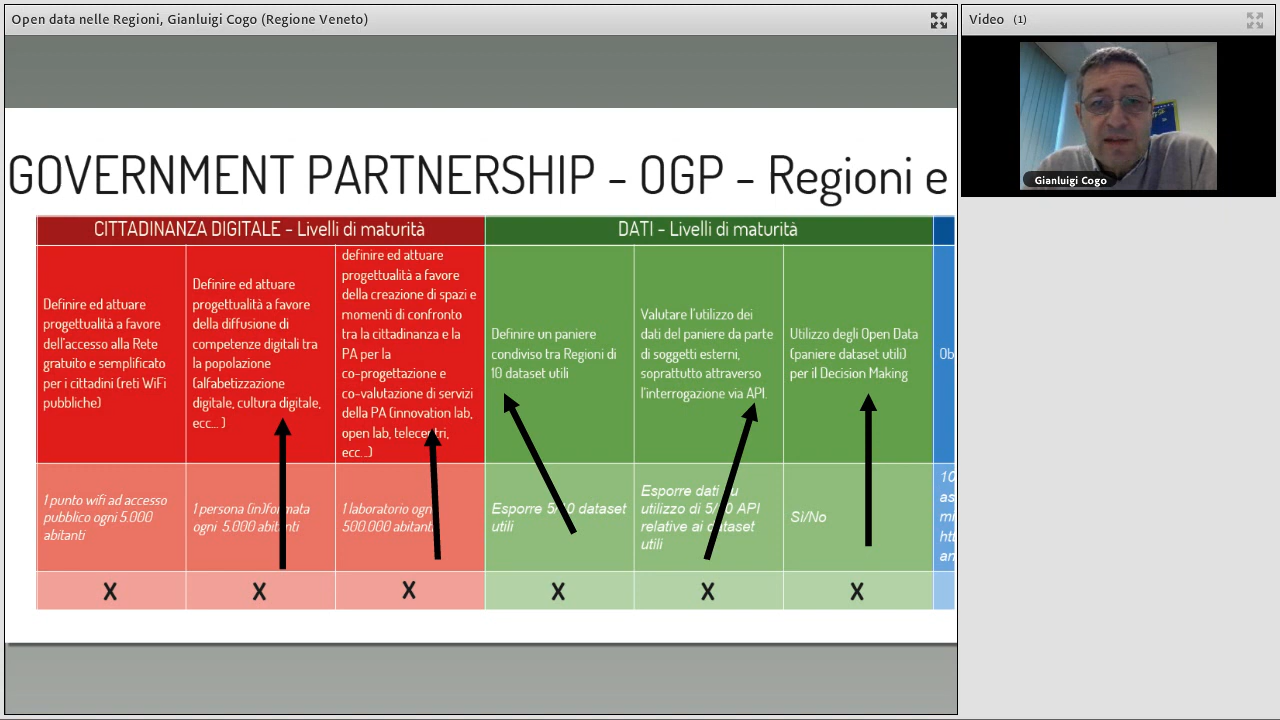 Open data nelle Regioni, Gianluigi Cogo (Regione Veneto)
Video (1)
Gianluigi Cogo
GOVERNMENT PARTNERSHIP - OGP - Regioni e
CITTADINANZA DIGITALE - Livelli di maturità
DATI - Livelli di maturità
Definire ed attuare
progettualità a favore
dell'accesso alla Rete
gratuito e semplificato
per i cittadini (reti WiFi
pubbliche)
Definire ed attuare
progettualità a favore
della diffusione di
competenze digitali tra
la popolazione
(alfabetizzazione
digitale, cultura digitale,
ecc... )
definire ed attuare
progettualità a favore
della creazione di spazi e
momenti di confronto
tra la cittadinanza e la
PA per la
co-progettazione e
co-valutazione di servizi
della PA (innovation lab,
open lab, telecentri,
ecc...)
Definire un paniere
condiviso tra Regioni di
10 dataset utili
Valutare l'utilizzo dei
dati del paniere da parte
di soggetti esterni,
soprattutto attraverso
l'interrogazione via API.
Utilizzo degli Open Data
(paniere dataset utili)
per il Decision Making
Ob
1 punto wifi ad accesso
pubblico ogni 5.000
abitanti
1 persona (in)formata
ogni 5.000 abitanti
1 laboratorio ogni
500.000 abitanti
Esporre 5/10 dataset
utili
Esporre dati su
utilizzo di 5/10 API
relative ai dataset
utili
Si/No
10
as
mi
htt
an
X
X
X
X
X
X